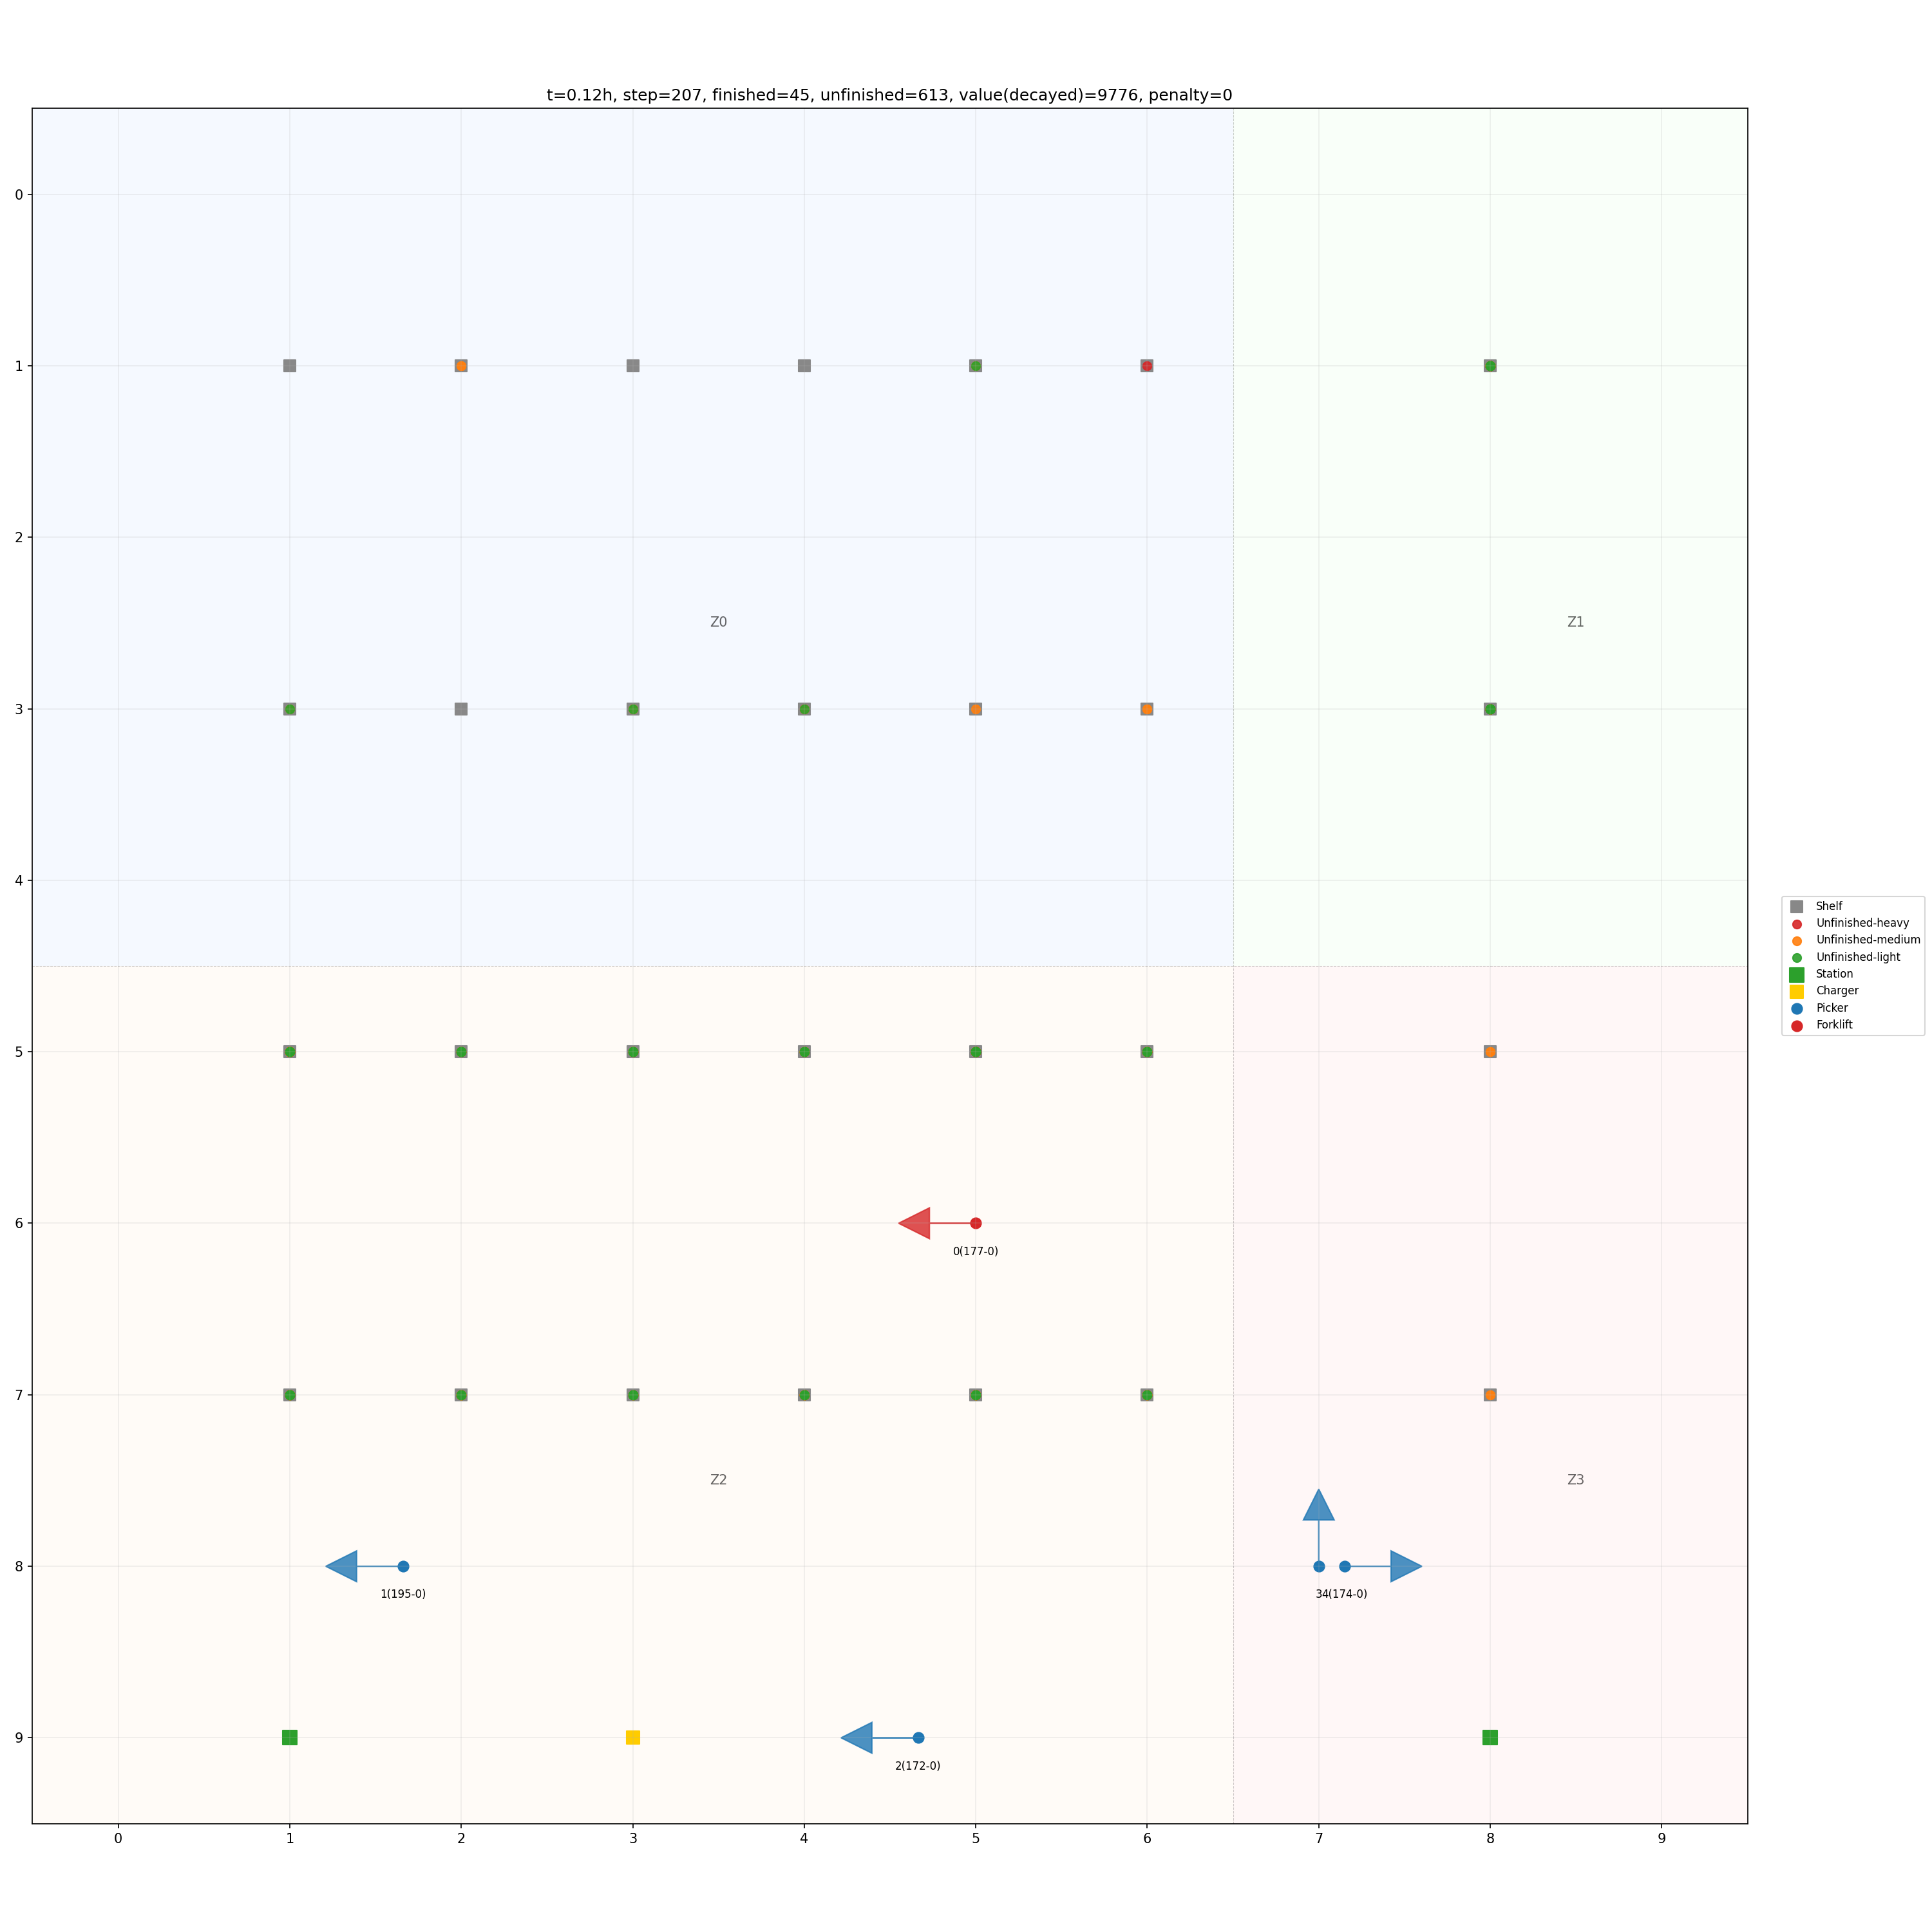 t=0.12h, step=207, finished=45, unfinished=613, value(decayed)=9776, penalty=0
0
1
2
Z0
Z1
3
4
Shelf
Unfinished-heavy
Unfinished-medium
Unfinished-light
Station
Charger
Picker
Forklift
5
6
0(177-0)
7
Z2
Z3
8
1(195-0)
34(174-0)
9
2(172-0)
0 1 2 3 4 5 6 7 8 9